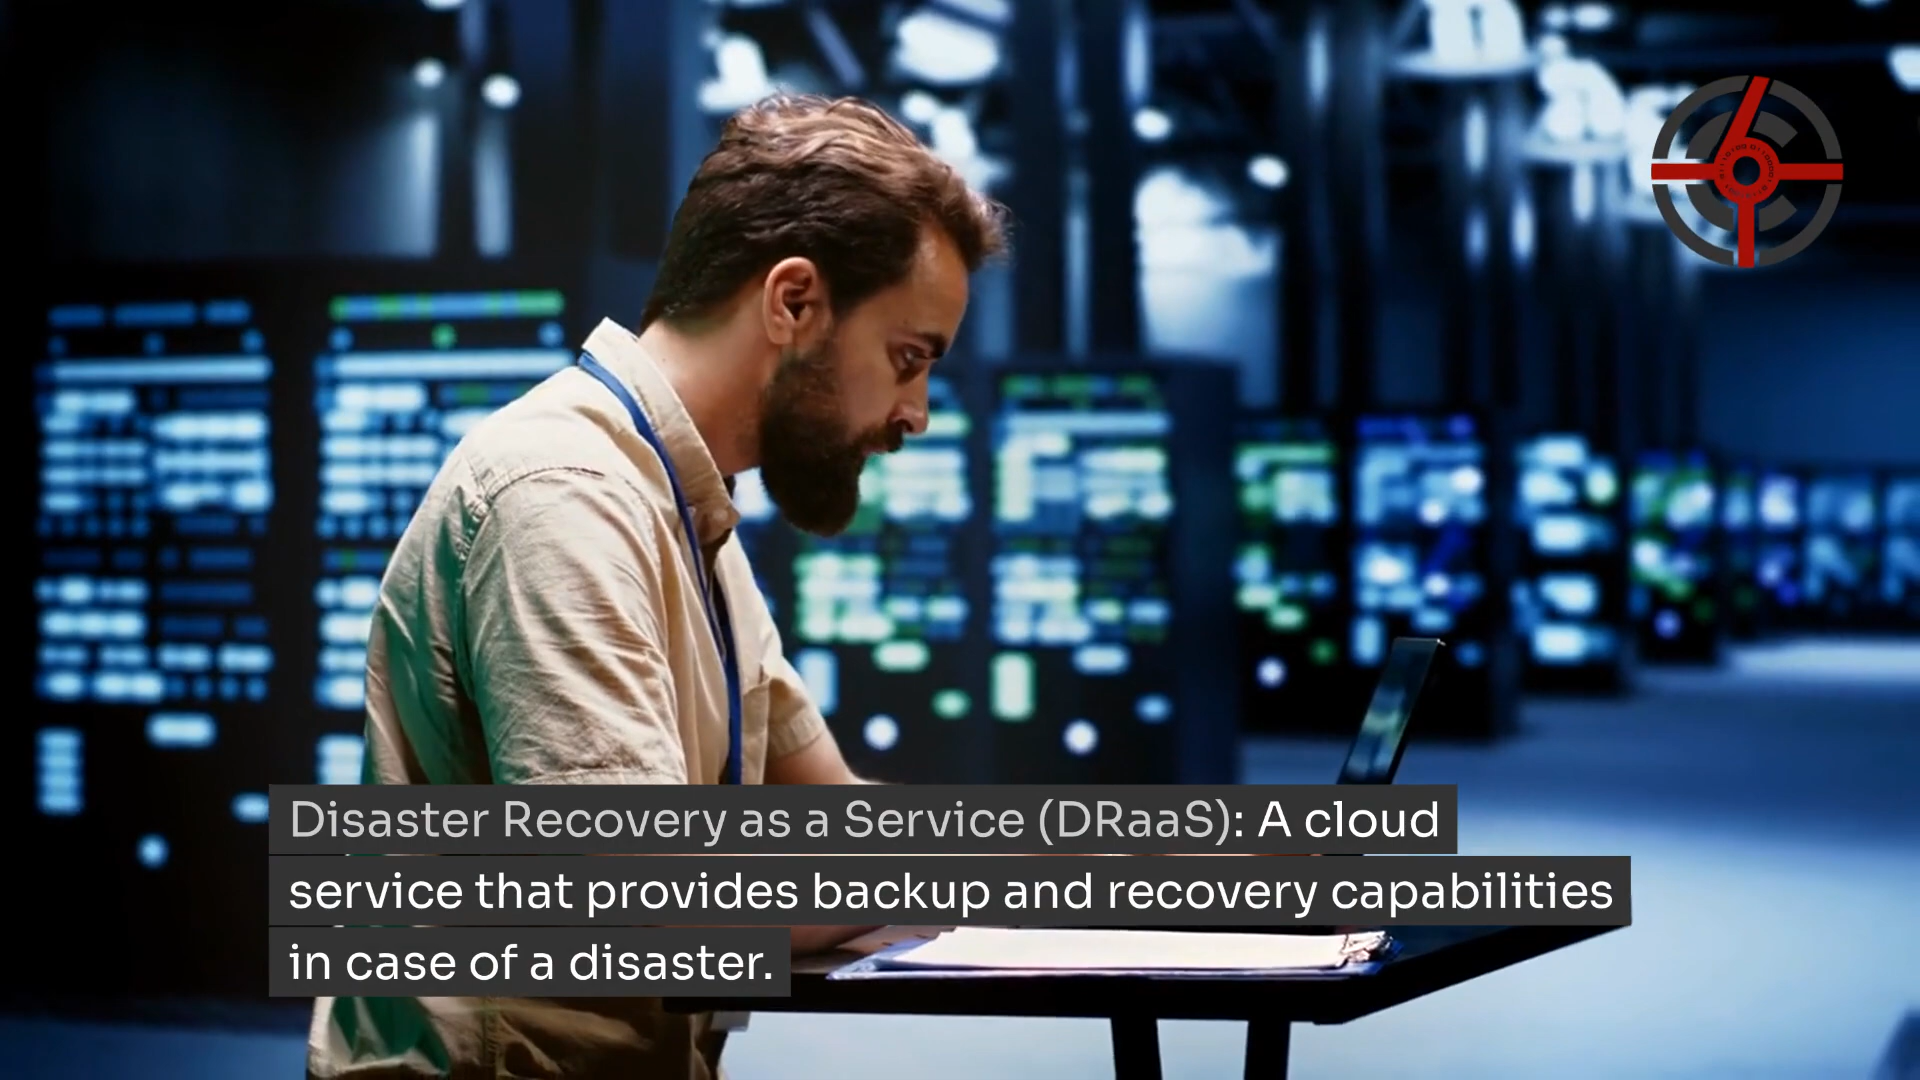 Disaster Recovery as a Service (DRaaS): A cloud
service that provides backup and recovery capabilities
in case of a disaster.